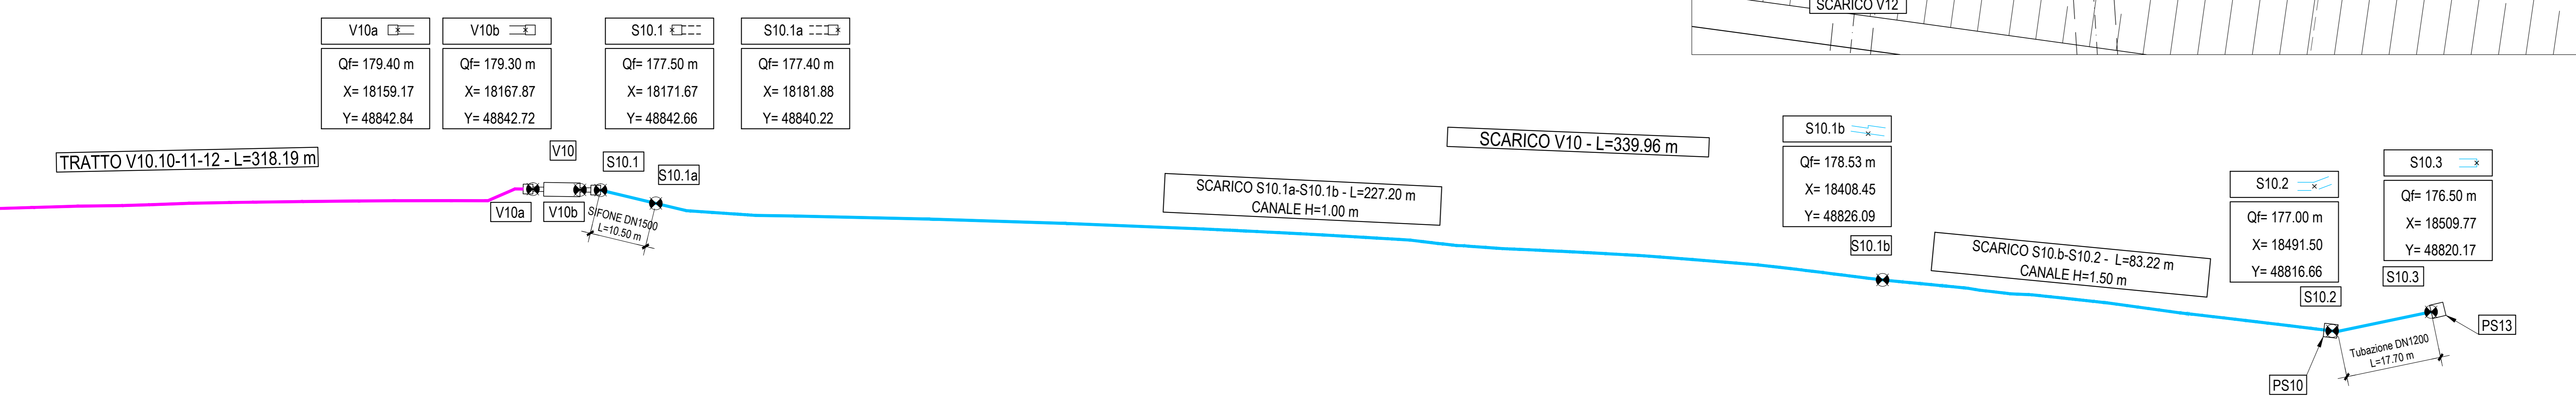 SCARICO V12
V10a
Qf= 179.40 m
X= 18159.17
Y= 48842.84
V10b
Qf= 179.30 m
X= 18167.87
Y= 48842.72
S10.1
Qf= 177.50 m
X= 18171.67
Y= 48842.66
S10.1a
Qf= 177.40 m
X= 18181.88
Y= 48840.22
TRATTO V10.10-11-12 - L=318.19 m
V10
S10.1
S10.1a
V10a
V10b
SIFONE DN1500
L=10.50 m
SCARICO S10.1a-S10.1b - L=227.20 m
CANALE H=1.00 m
SCARICO V10 - L=339.96 m
S10.1b
Qf= 178.53 m
X= 18408.45
Y= 48826.09
S10.1b
SCARICO S10.b-S10.2 - L=83.22 m
CANALE H=1.50 m
S10.2
Qf= 177.00 m
X= 18491.50
Y= 48816.66
S10.2
S10.3
Qf= 176.50 m
X= 18509.77
Y= 48820.17
S10.3
PS13
Tubazione DN1200
L=17.70 m
PS10